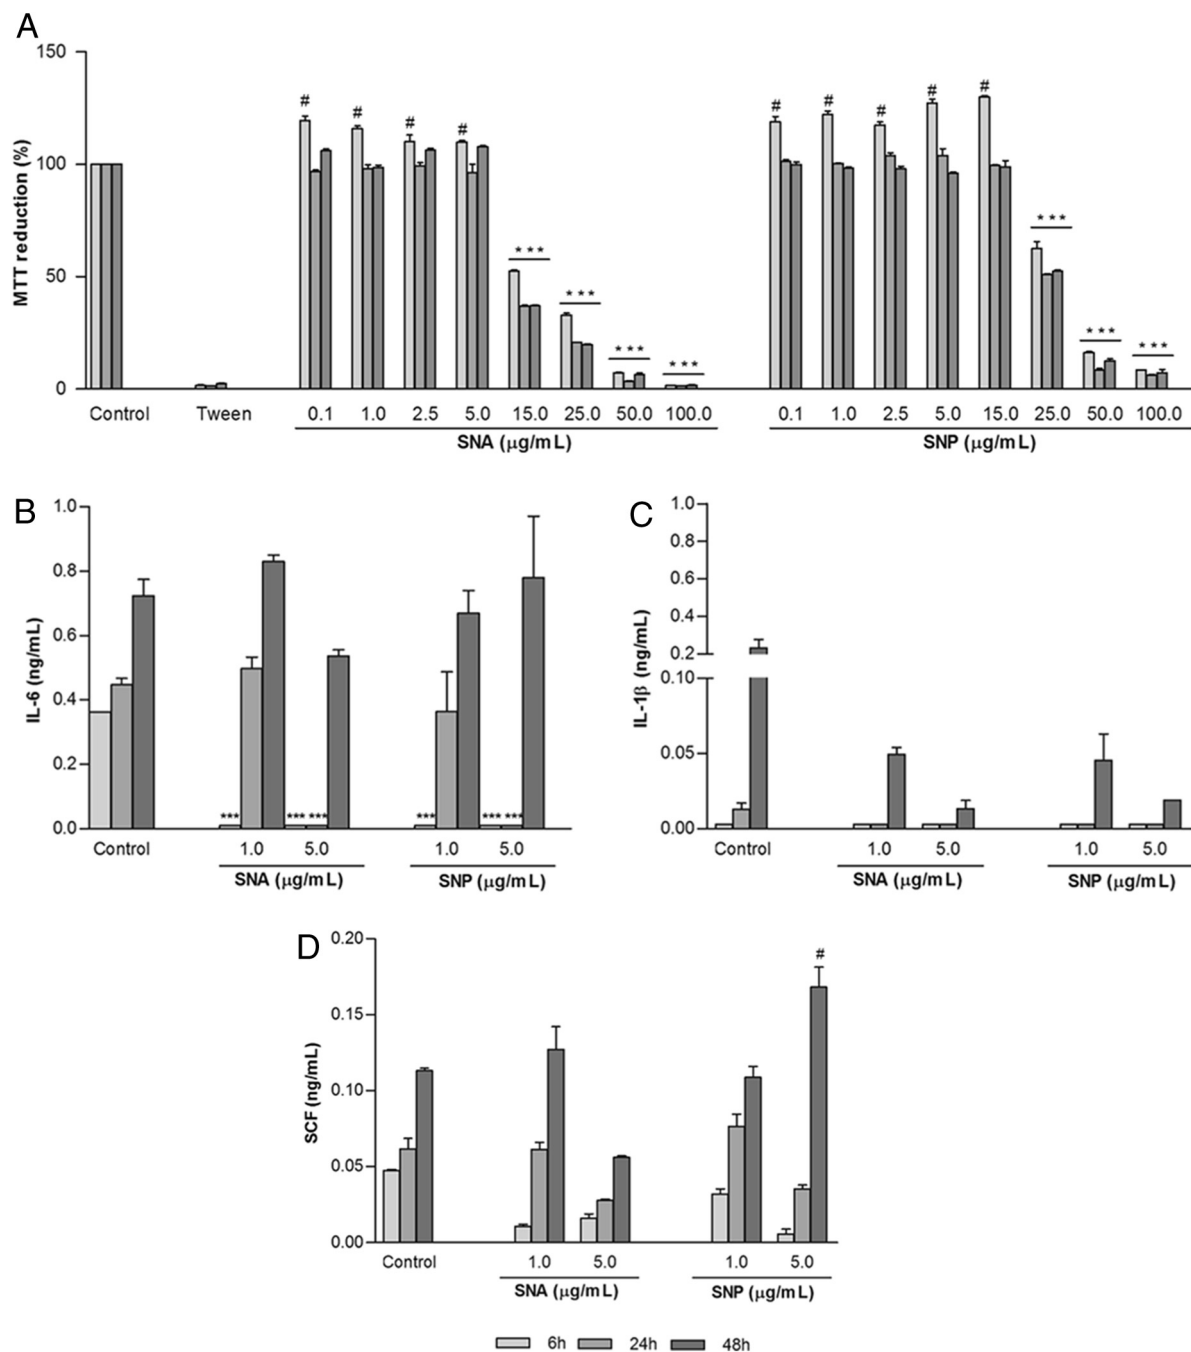 A
150
100
50
0
MTT reduction (%)
# # # # # # # # #
*** *** *** *** *** *** ***
Control Tween 0.1 1.0 2.5 5.0 15.0 25.0 50.0 100.0 0.1 1.0 2.5 5.0 15.0 25.0 50.0 100.0
SNA (µg/mL) SNP (µg/mL)
B
1.0
0.8
0.6
0.4
0.2
0.0
IL-6 (ng/mL)
*** *** *** *** *** ***
Control 1.0 5.0 1.0 5.0
SNA (µg/mL) SNP (µg/mL)
C
1.0
0.8
0.6
0.4
0.2
0.10
0.05
0.00
IL-1β (ng/mL)
Control 1.0 5.0 1.0 5.0
SNA (µg/mL) SNP (µg/mL)
D
0.20
0.15
0.10
0.05
0.00
SCF (ng/mL)
#
Control 1.0 5.0 1.0 5.0
SNA (µg/mL) SNP (µg/mL)
6h 24h 48h